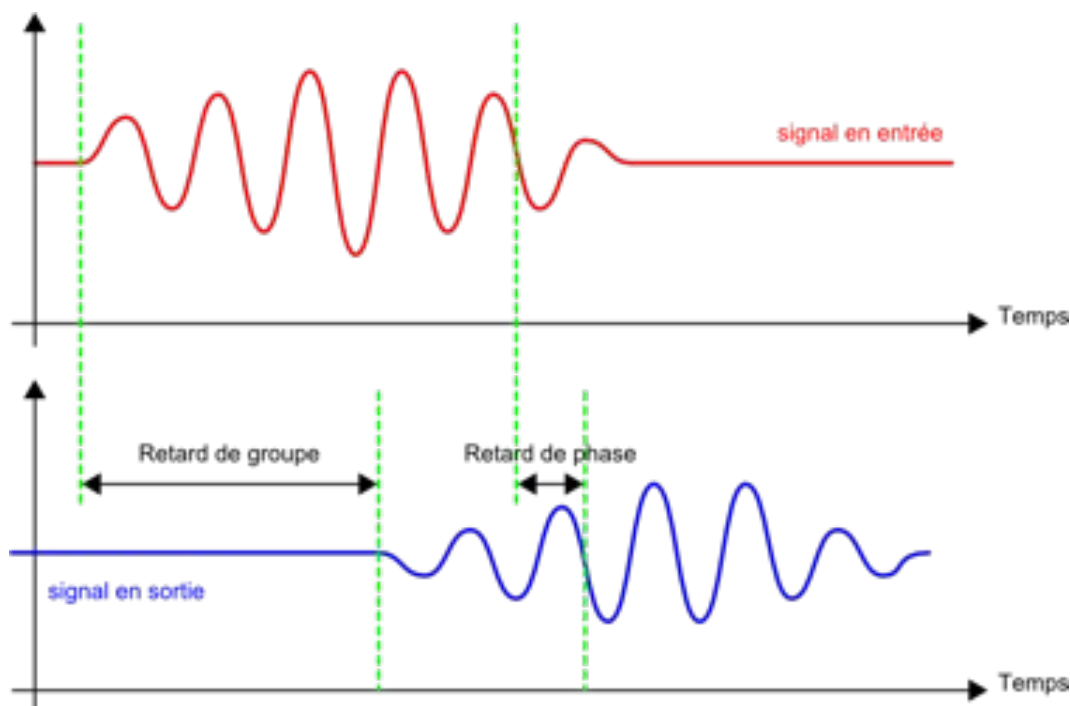 signal en entrée
Temps
Retard de groupe
Retard de phase
signal en sortie
Temps